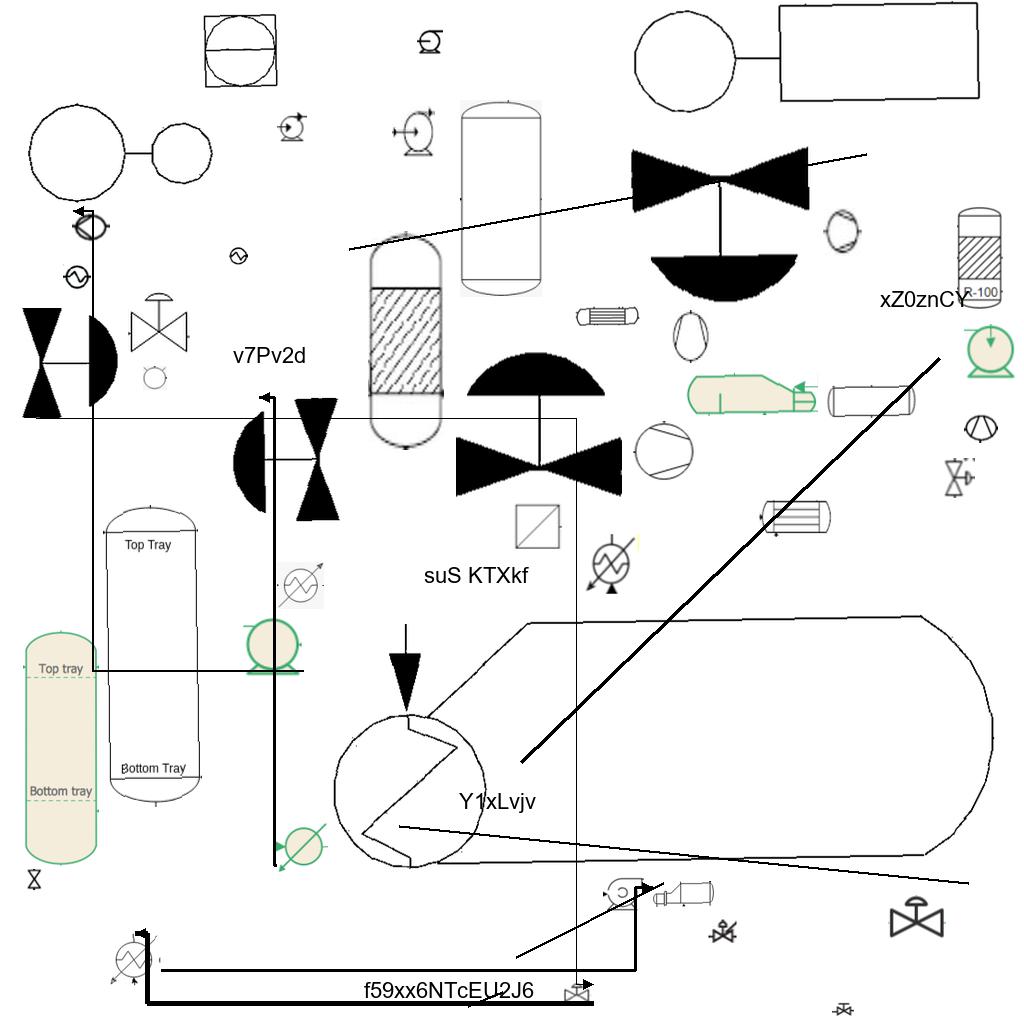 xZ0znCY
R-100
v7Pv2d
Top Tray
suS KTXkf
Top tray
Bottom Tray
Bottom tray
Y1xLvjv
f59xx6NTcEU2J6